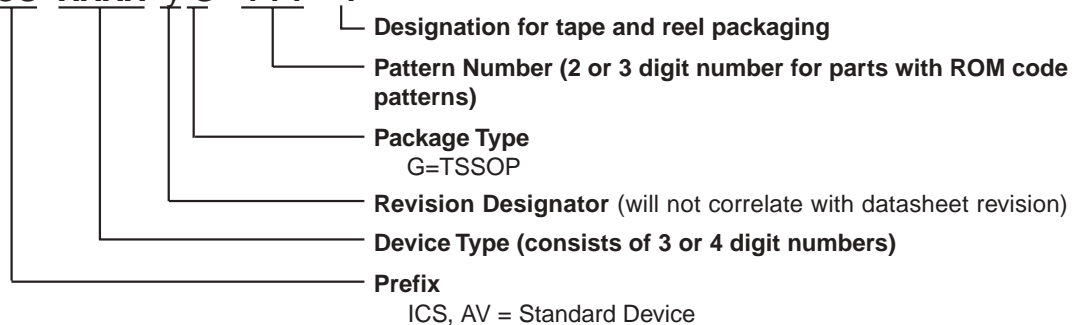 Designation for tape and reel packaging
Pattern Number (2 or 3 digit number for parts with ROM code
patterns)
Package Type
G=TSSOP
Revision Designator (will not correlate with datasheet revision)
Device Type (consists of 3 or 4 digit numbers)
Prefix
ICS, AV = Standard Device